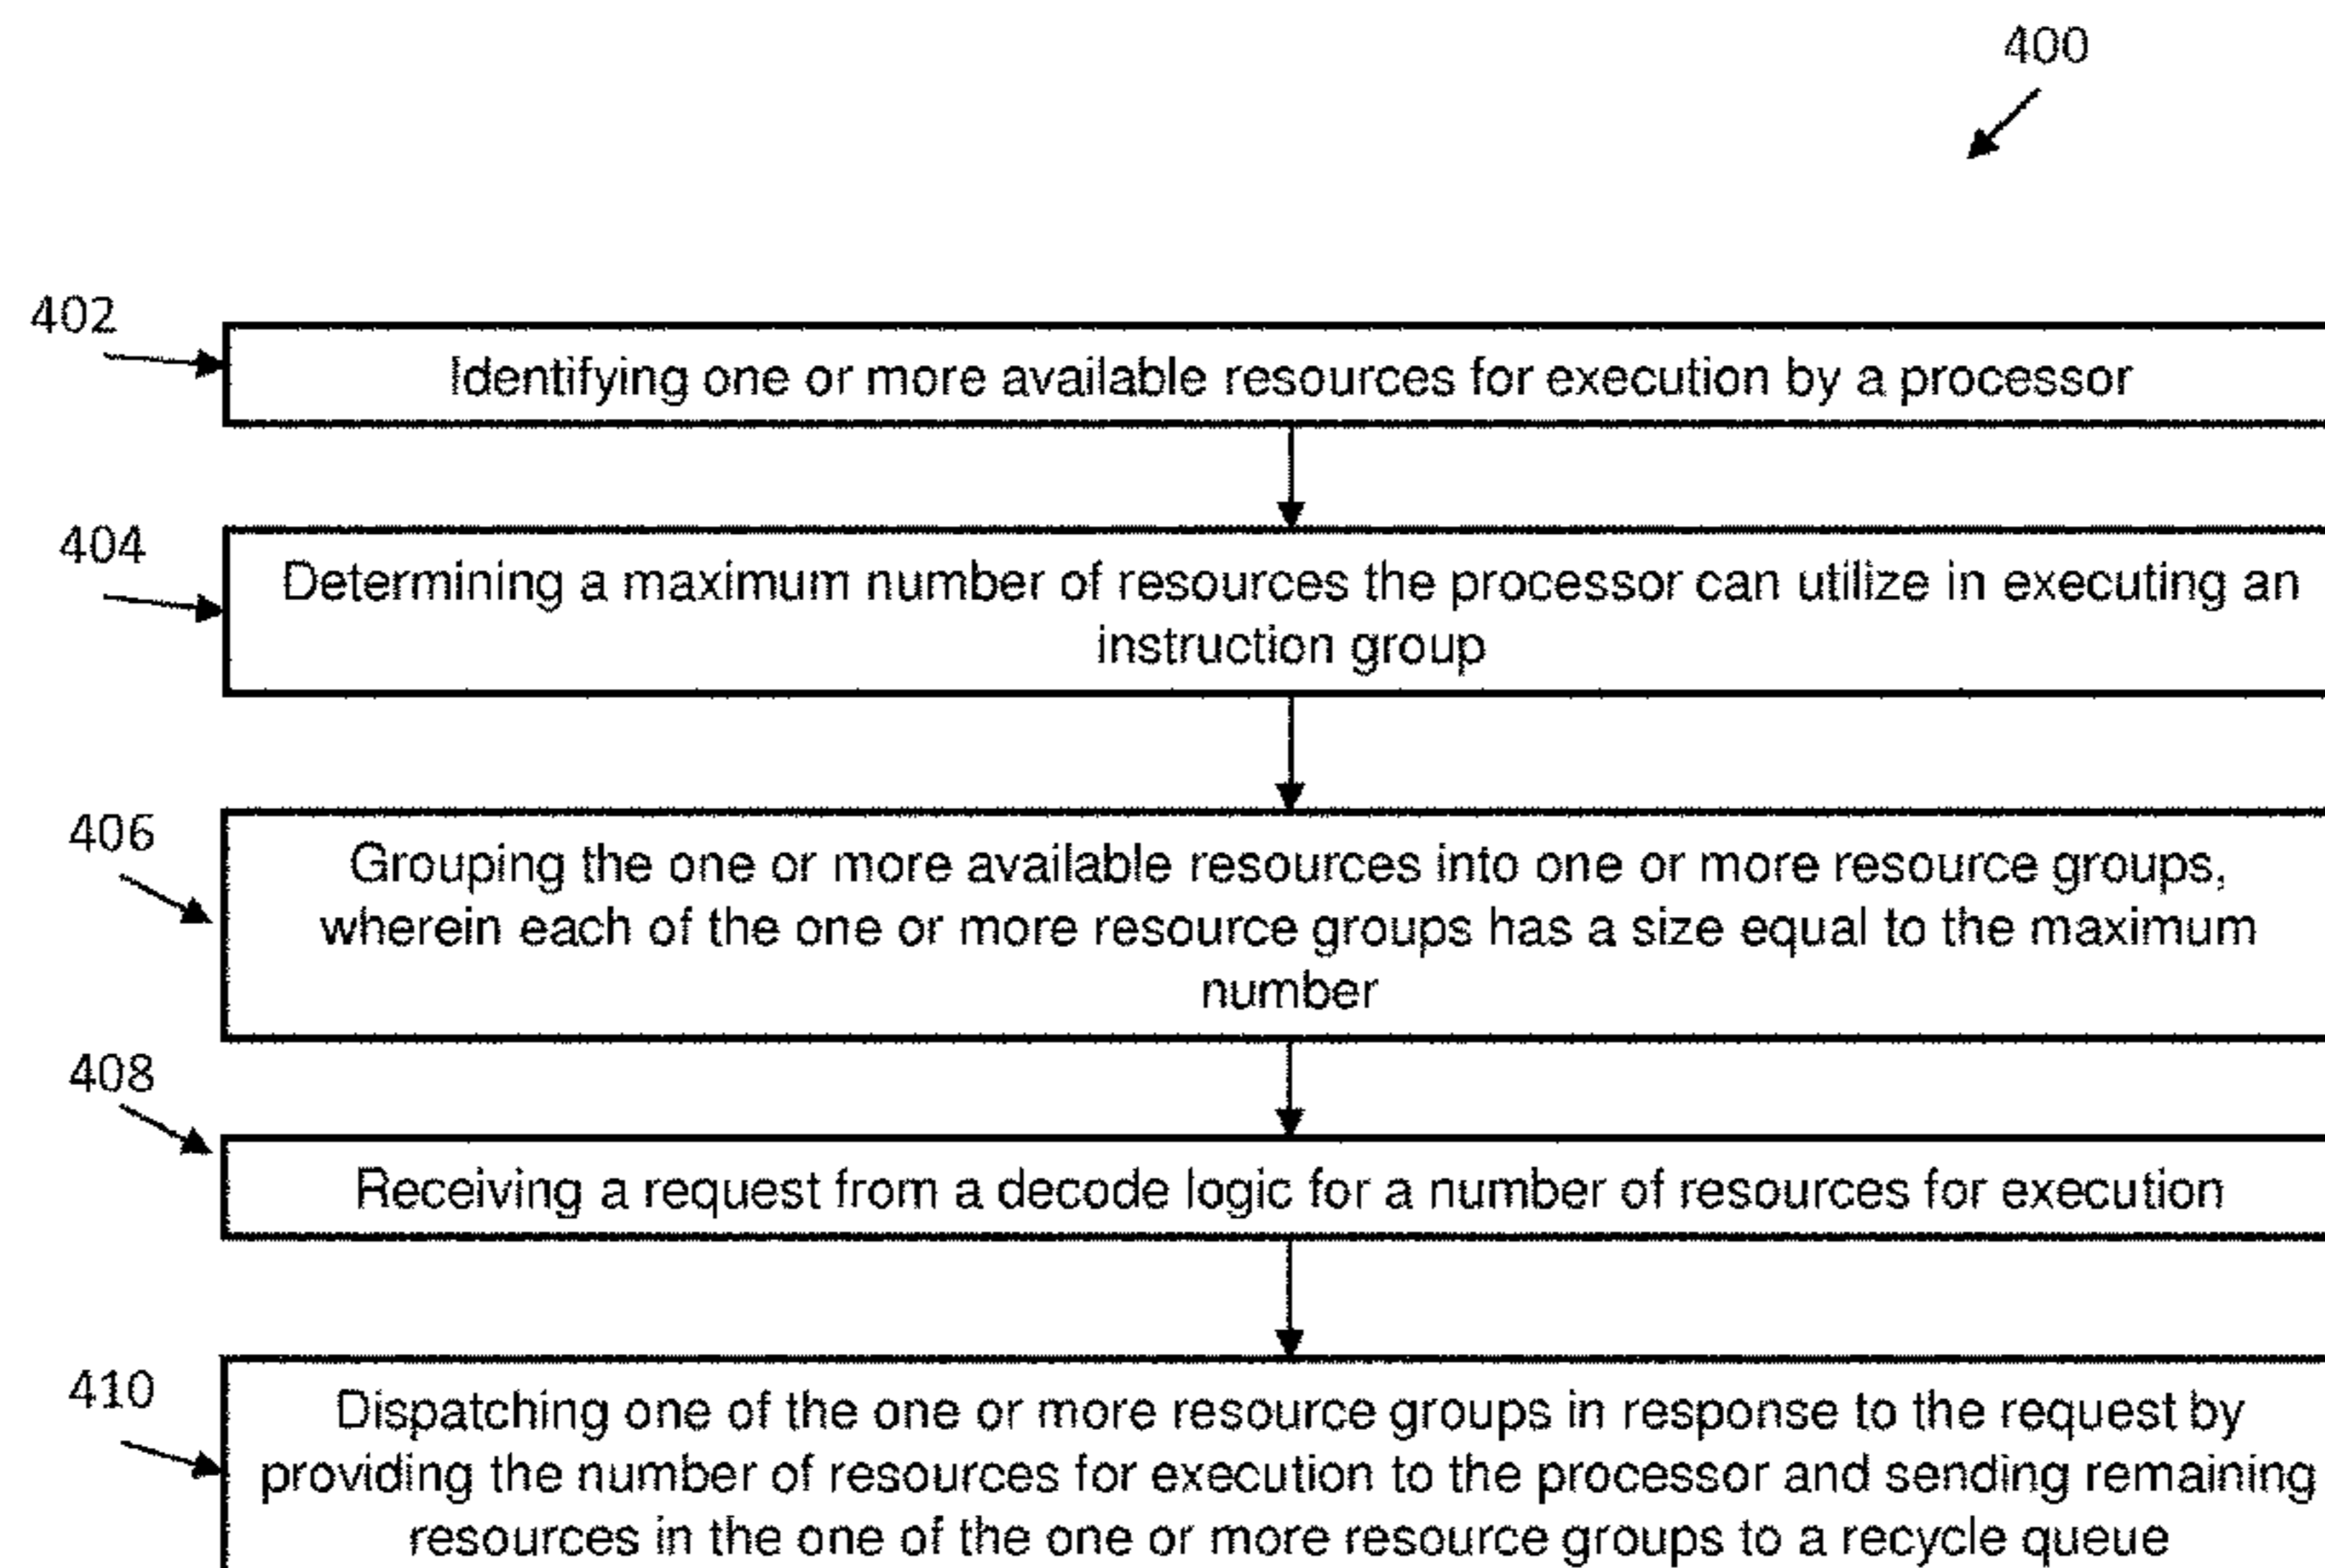 400
402
Identifying one or more available resources for execution by a processor
404
Determining a maximum number of resources the processor can utilize in executing an
instruction group
406
Grouping the one or more available resources into one or more resource groups,
wherein each of the one or more resource groups has a size equal to the maximum
number
408
Receiving a request from a decode logic for a number of resources for execution
410
Dispatching one of the one or more resource groups in response to the request by
providing the number of resources for execution to the processor and sending remaining
resources in the one of the one or more resource groups to a recycle queue